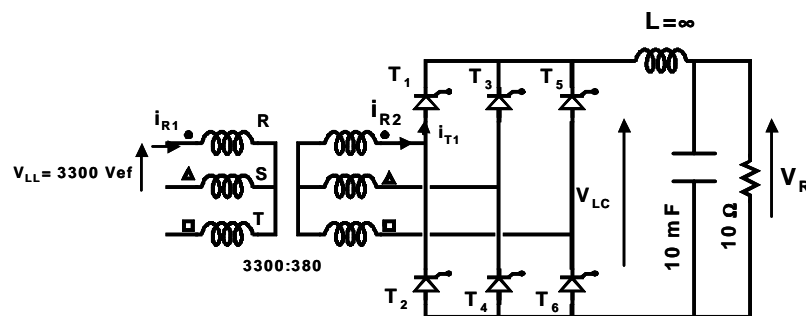 L=∞
T1
T3
T5
iR1
R
iR2
iT1
VLL= 3300 Vef
S
T
VLC
10 mF
10 Ω
VR
3300:380
T2
T4
T6